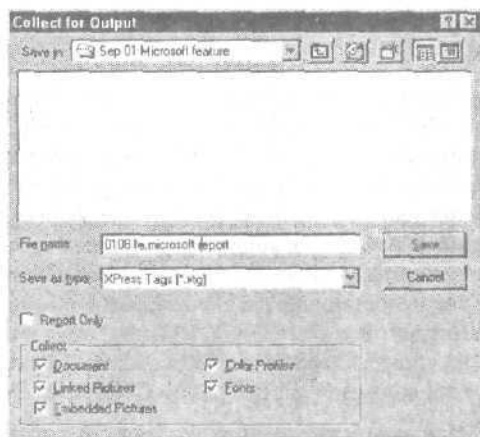 Collect for Output
Save in: Sep 01 Microsoft feature
File name: 0108.fe.microsoft report
Save
Save as type: XPress Tags (*.xtg)
Cancel
Report Only
Collect
Document
Color Profiles
Linked Pictures
Fonts
Embedded Pictures